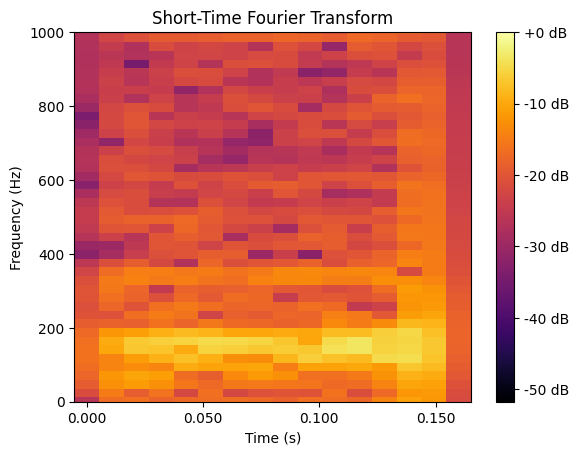 Short-Time Fourier Transform
Frequency (Hz)
1000
800
600
400
200
0
0.000
0.050
0.100
0.150
Time (s)
+0 dB
-10 dB
-20 dB
-30 dB
-40 dB
-50 dB